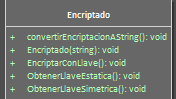 Encriptado
+ convertirEncriptacionAString(): void
+ Encriptado(string): void
+ EncriptarConLlave(): void
+ ObtenerLlaveEstatica(): void
+ ObtenerLlaveSimetrica(): void